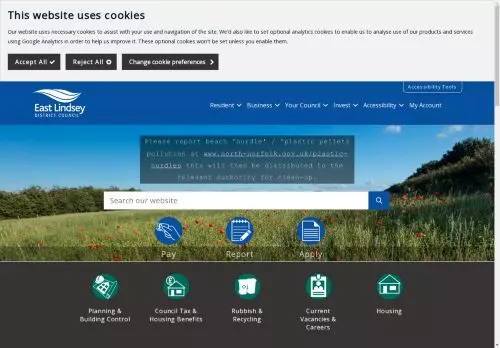 This website uses cookies
Our website uses necessary cookies to assist with your use and navigation of the site. We'd also like to set optional analytics cookies to enable us to analyse use of our products and services
using Google Analytics in order to help us improve it. These optional cookies won't be set unless you enable them.
Accept All Reject All Change cookie preferences
Accessibility Tools
East Lindsey
DISTRICT COUNCIL
Resident Business Your Council Invest Accessibility My Account
Please report beach "nurdle" / "plastic pellets
pollution at www.north-norfolk.gov.uk/plastic-
nurdles this will then be distributed to the
relevant authority for clean-up.
Search our website
Pay Report Apply
Planning &
Building Control
Council Tax &
Housing Benefits
Rubbish &
Recycling
Current
Vacancies &
Careers
Housing